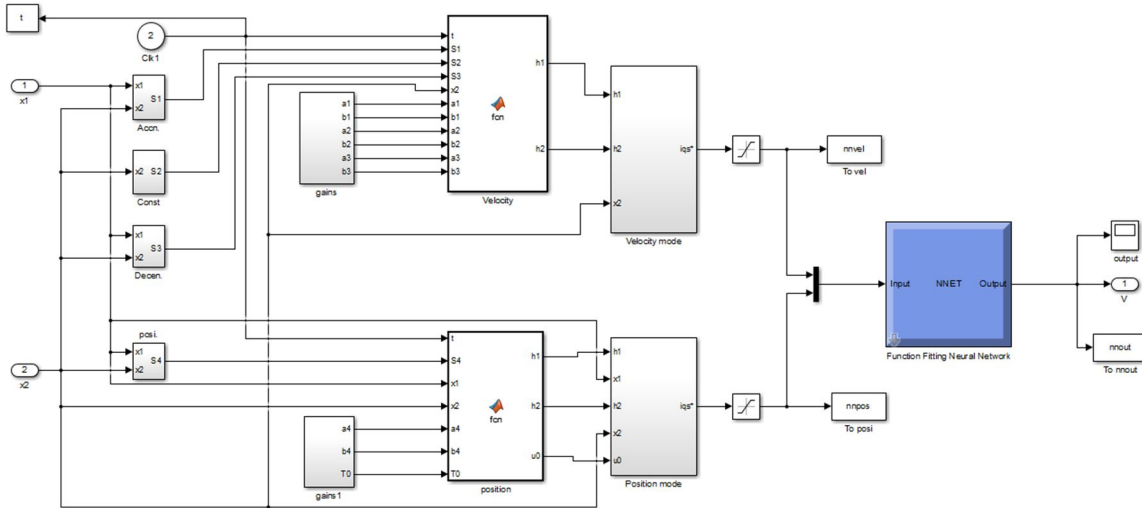 t
2
Clk1
1
x1
x1
x2
S1
Accn.
x2
S2
Const
x1
x2
S3
Decen.
a1
b1
a2
b2
a3
b3
gains
t
S1
S2
S3
x2
a1
b1
a2
b2
a3
b3
fcn
h1
h2
Velocity
h1
h2
x2
iqs*
Velocity mode
nnvel
To vel
Input
NNET
Output
Function Fitting Neural Network
output
1
V
nnout
To nnout
2
x2
posi.
x1
x2
S4
a4
b4
T0
gains1
t
S4
x1
x2
a4
b4
T0
fcn
h1
h2
u0
position
h1
x1
h2
x2
u0
iqs*
Position mode
nnpos
To posi